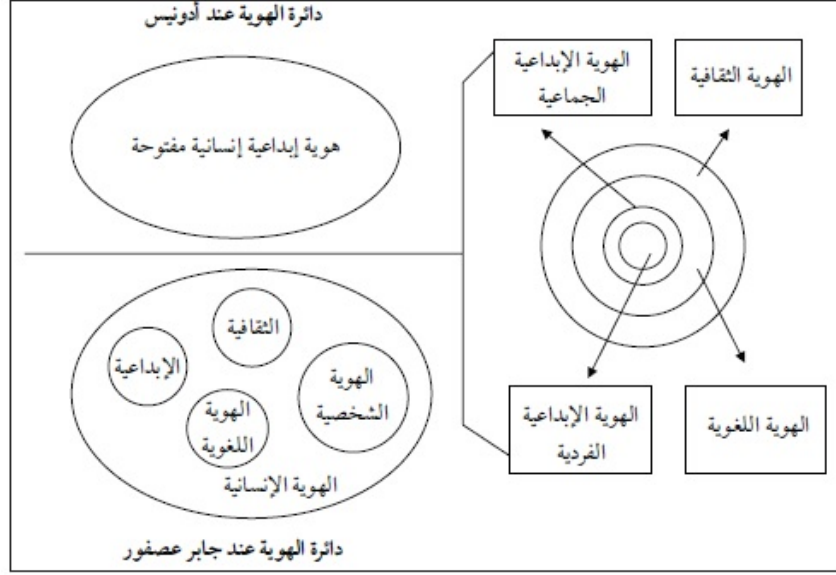 دائرة الهوية عند أدونيس
الهوية الإبداعية
الجماعية
الهوية الثقافية
هوية إبداعية إنسانية مفتوحة
الثقافية
الإبداعية
الهوية
الشخصية
الهوية
اللغوية
الهوية الإنسانية
الهوية الإبداعية
الفردية
الهوية اللغوية
دائرة الهوية عند جابر عصفور